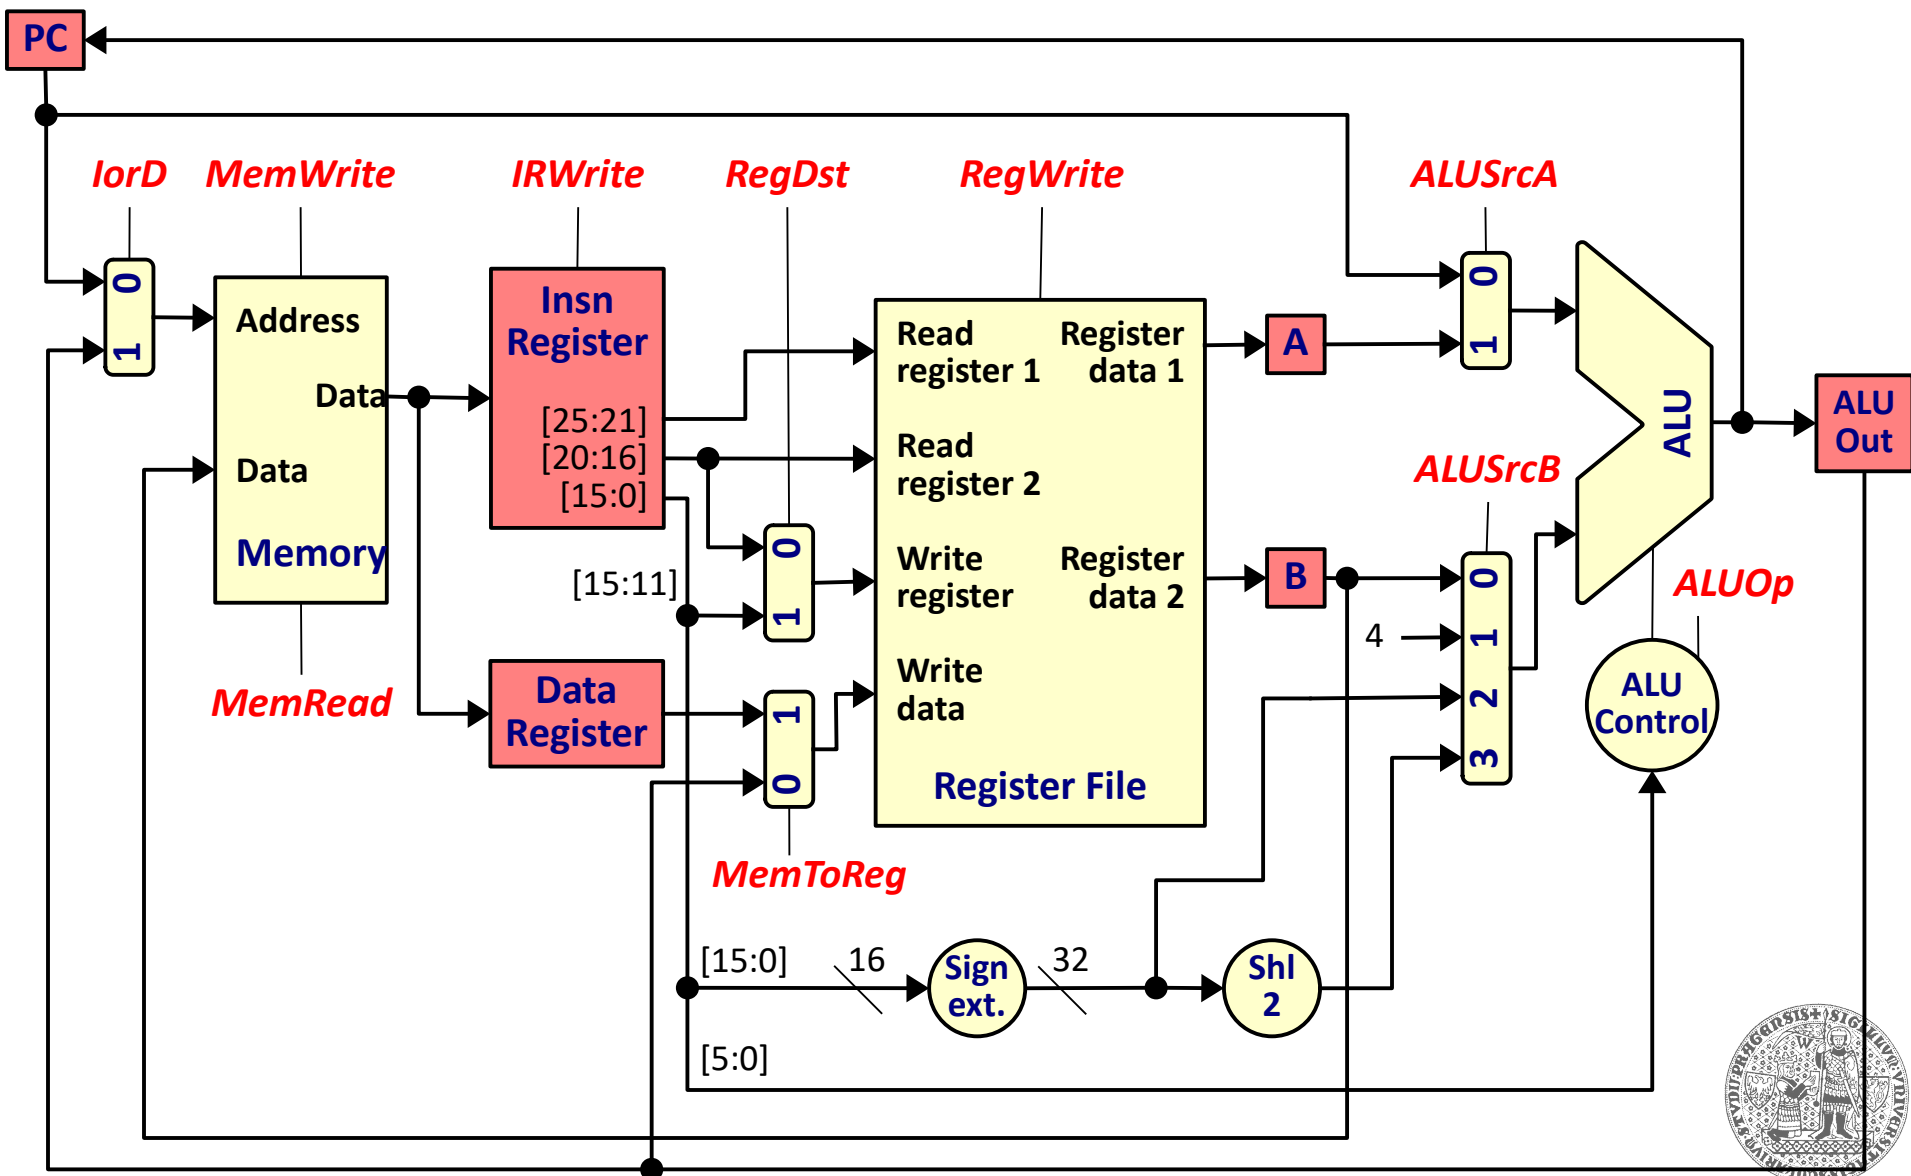 PC
IorD
MemWrite
IRWrite
RegDst
RegWrite
ALUSrcA
0
1
Address
Data
Data
Memory
MemRead
Insn
Register
[25:21]
[20:16]
[15:0]
[15:11]
0
1
Data
Register
1
0
MemToReg
Read
register 1
Register
data 1
Read
register 2
Write
register
Register
data 2
Write
data
Register File
A
B
0
1
ALUSrcB
4
0
1
2
3
ALU
ALU
Out
ALUOp
ALU
Control
[15:0]
16
Sign
ext.
32
Shl
2
[5:0]